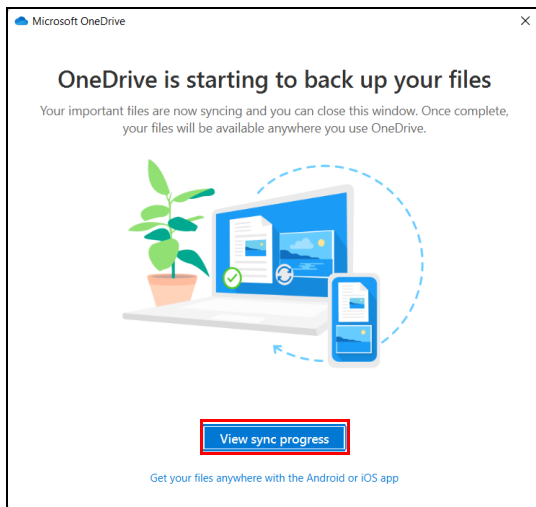 Microsoft OneDrive
OneDrive is starting to back up your files
Your important files are now syncing and you can close this window. Once complete,
your files will be available anywhere you use OneDrive.
View sync progress
Get your files anywhere with the Android or iOS app